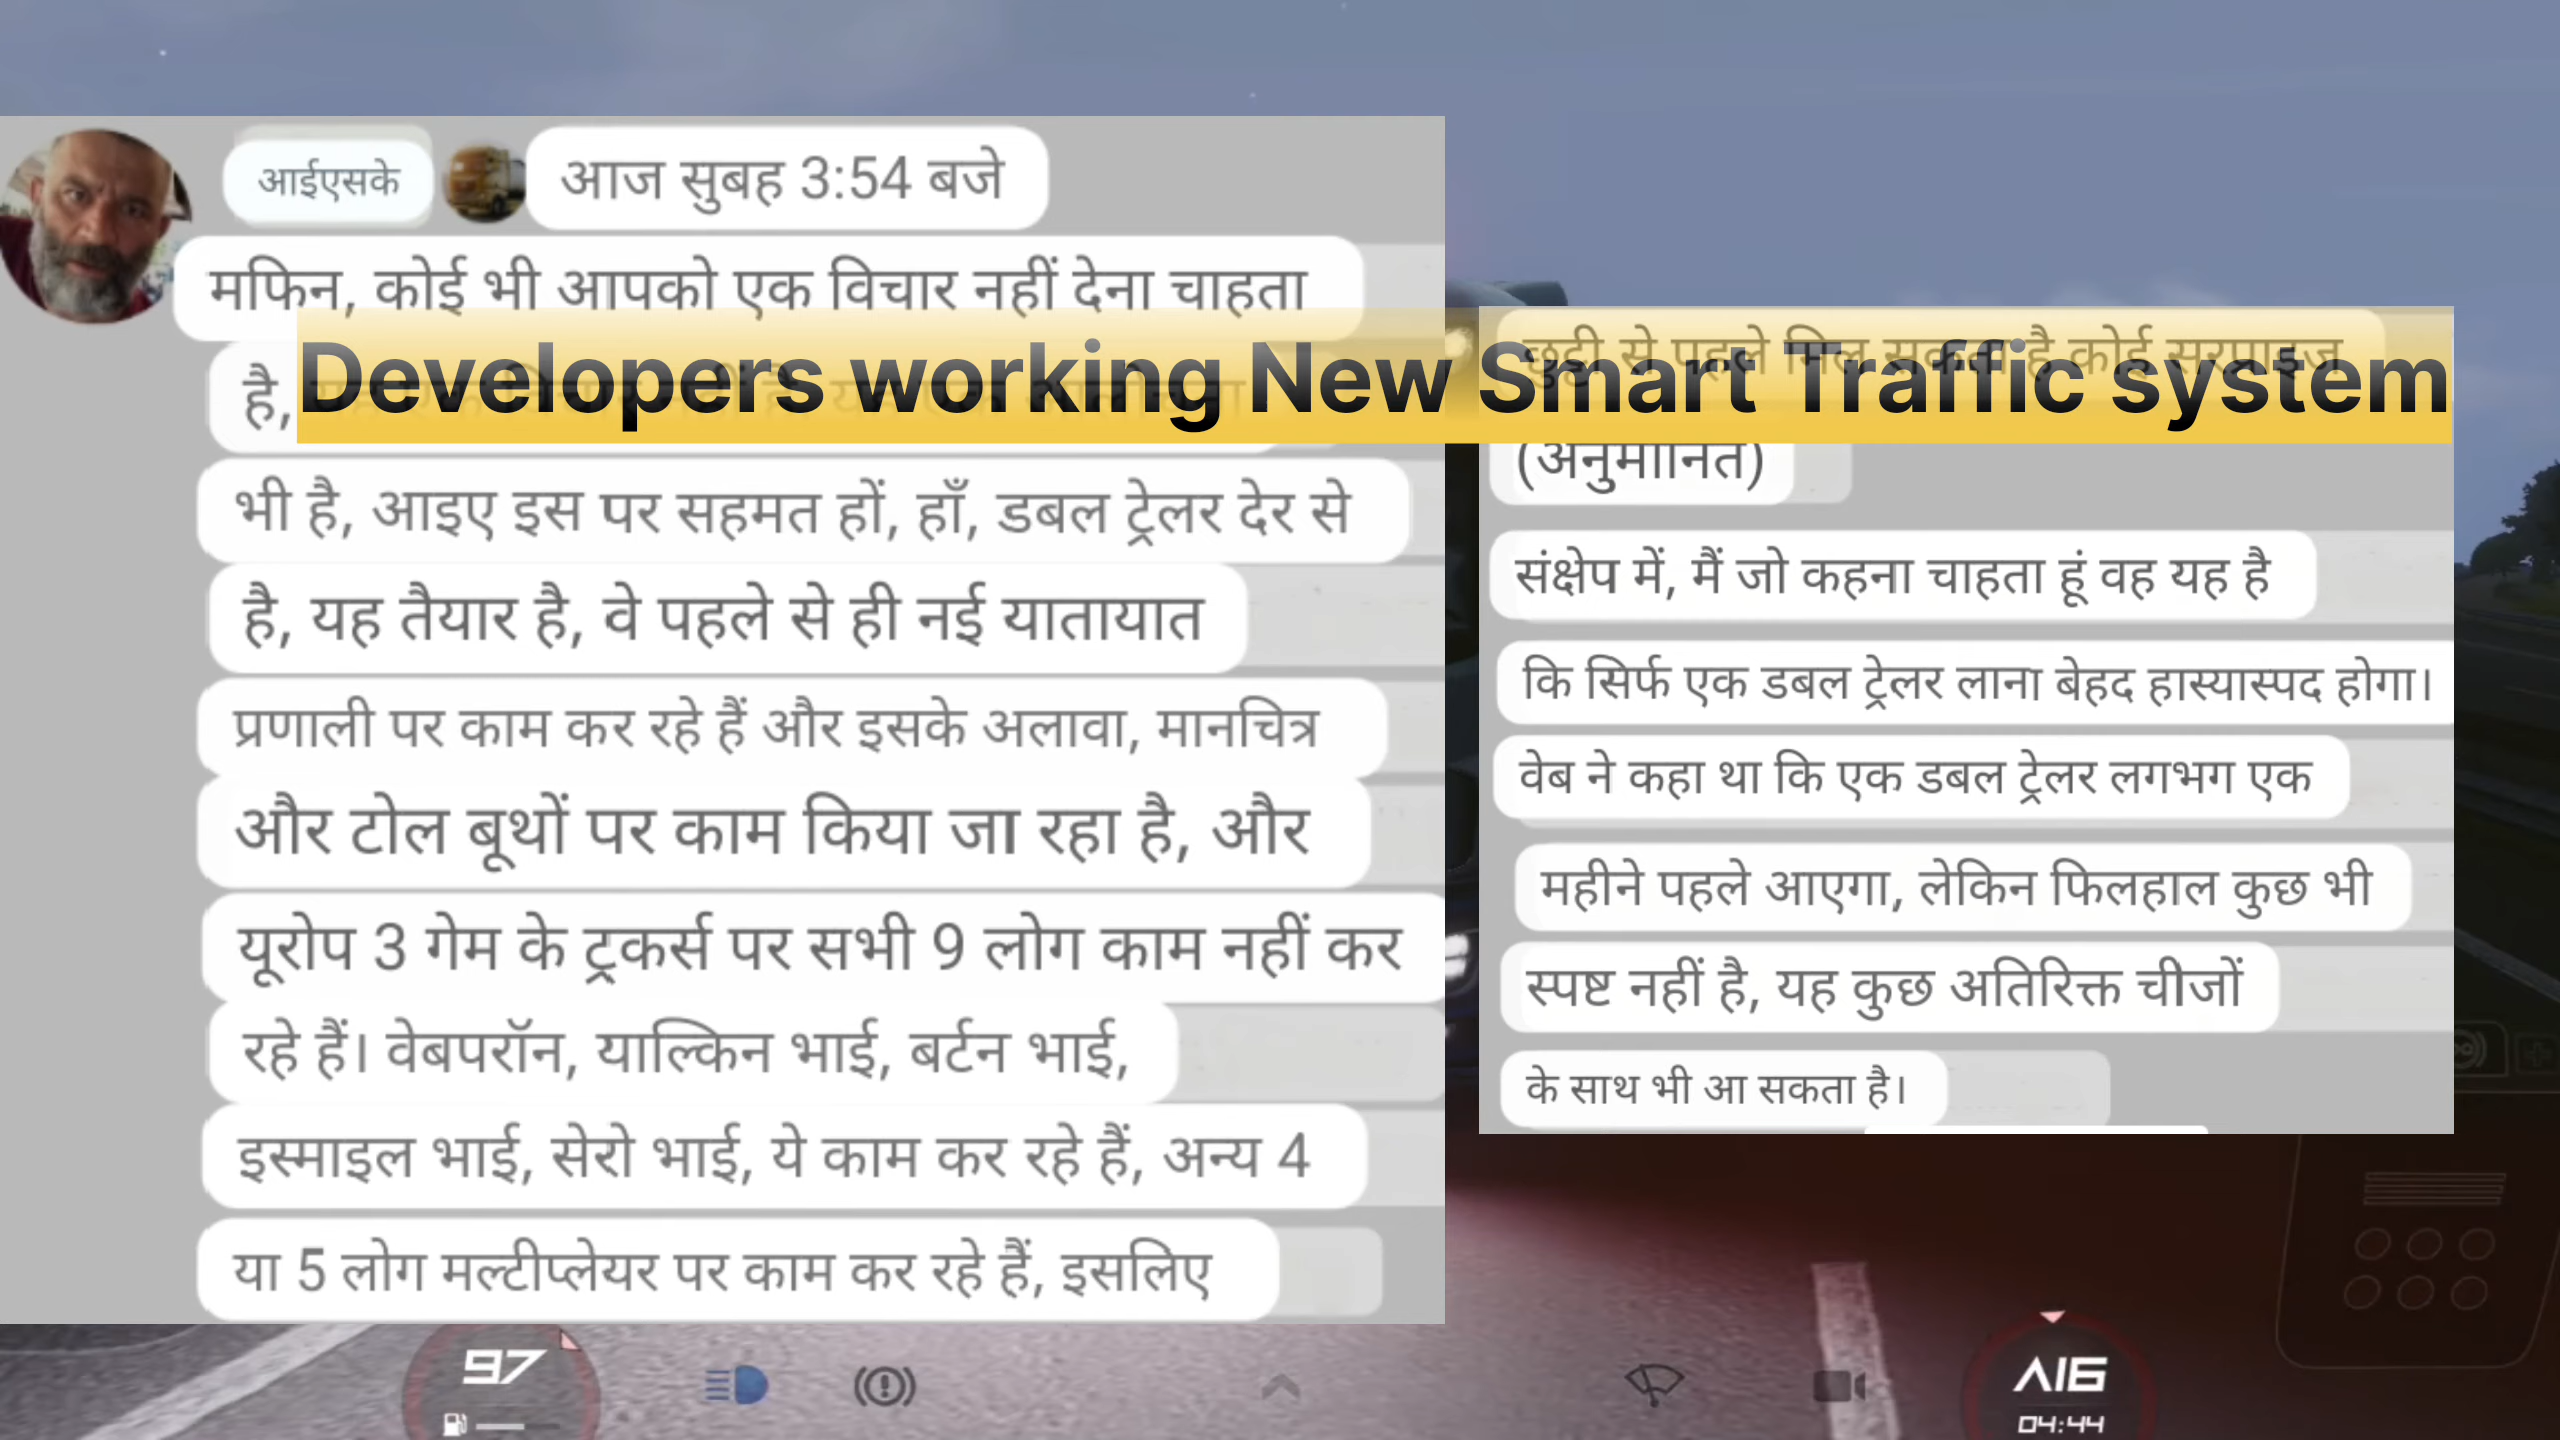 आईएसके
आज सुबह 3:54 बजे
मफिन, कोई भी आपको एक विचार नहीं देना चाहता
है,
Developers working New Smart Traffic system
भी है, आइए इस पर सहमत हों, हाँ, डबल ट्रेलर देर से
है, यह तैयार है, वे पहले से ही नई यातायात
प्रणाली पर काम कर रहे हैं और इसके अलावा, मानचित्र
और टोल बूथों पर काम किया जा रहा है, और
यूरोप 3 गेम के ट्रकर्स पर सभी 9 लोग काम नहीं कर
रहे हैं। वेबपरॉन, याल्किन भाई, बर्टन भाई,
इस्माइल भाई, सेरो भाई, ये काम कर रहे हैं, अन्य 4
या 5 लोग मल्टीप्लेयर पर काम कर रहे हैं, इसलिए
छुट्टी से पहले मिल सकता है कोई सरप्राइज
(अनुमानित)
संक्षेप में, मैं जो कहना चाहता हूं वह यह है
कि सिर्फ एक डबल ट्रेलर लाना बेहद हास्यास्पद होगा।
वेब ने कहा था कि एक डबल ट्रेलर लगभग एक
महीने पहले आएगा, लेकिन फिलहाल कुछ भी
स्पष्ट नहीं है, यह कुछ अतिरिक्त चीजों
के साथ भी आ सकता है।
97
A16
04:44